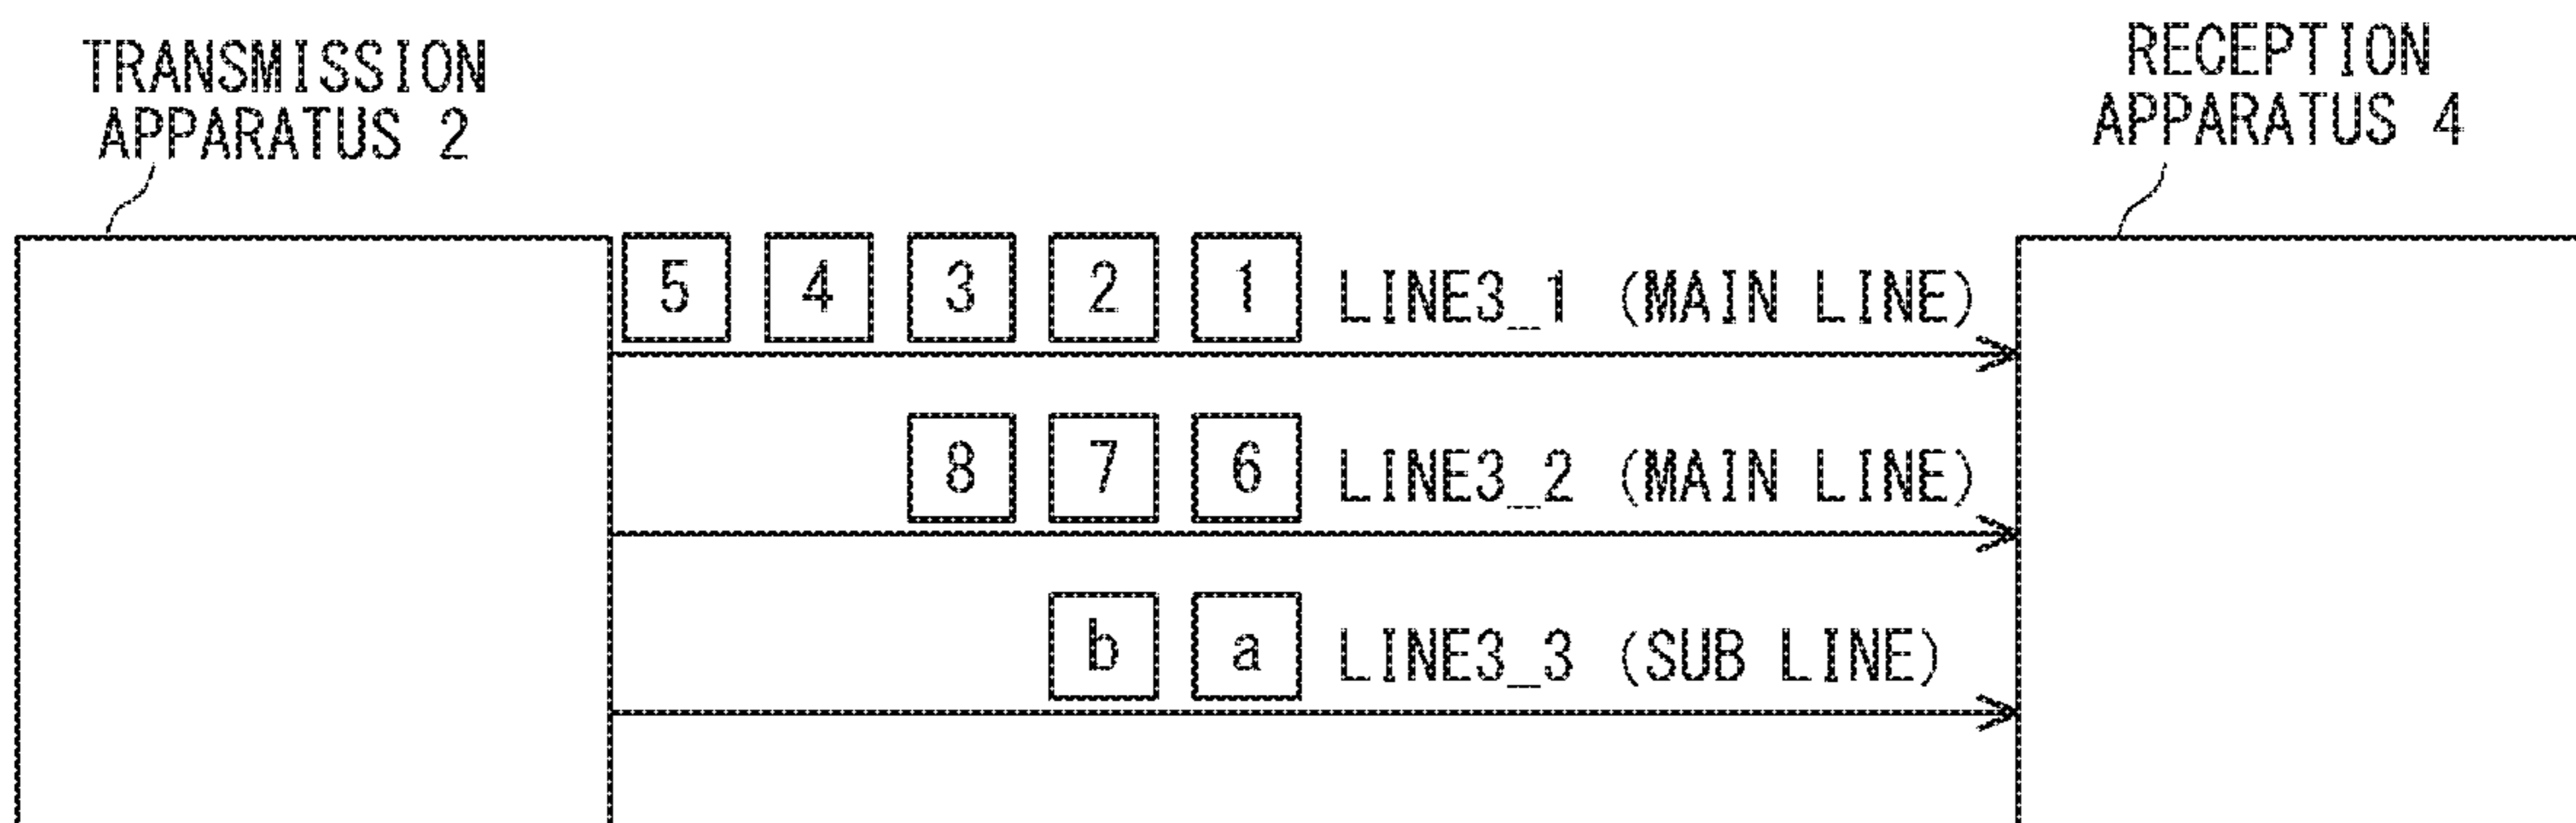 TRANSMISSION
APPARATUS 2
RECEPTION
APPARATUS 4
5 4 3 2 1 LINE3_1 (MAIN LINE)
8 7 6 LINE3_2 (MAIN LINE)
b a LINE3_3 (SUB LINE)